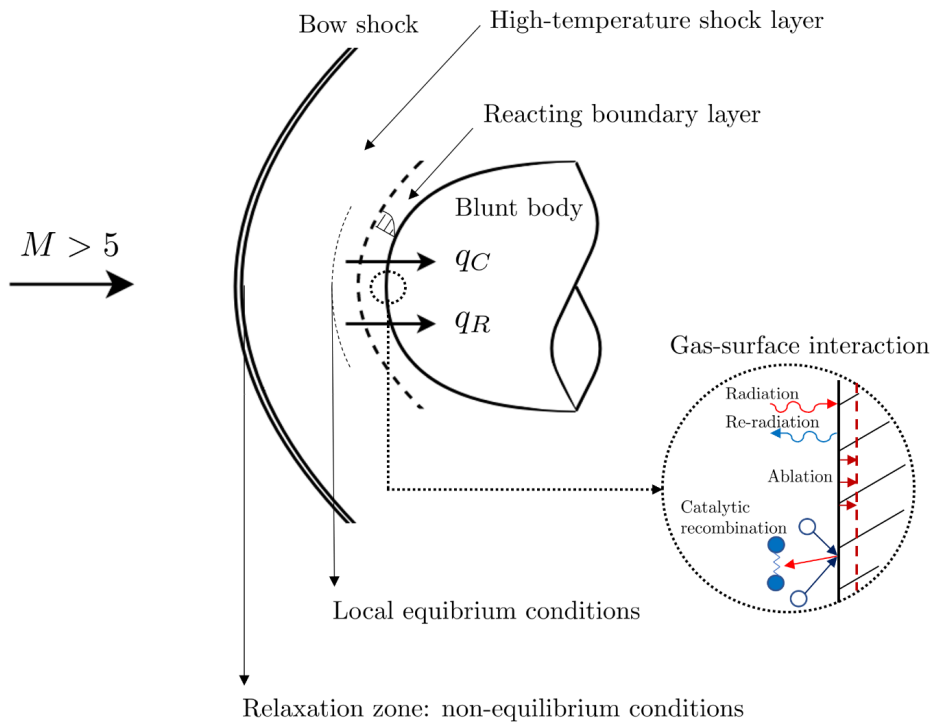 Bow shock
High-temperature shock layer
Reacting boundary layer
Blunt body
M > 5
q_C
q_R
Gas-surface interaction
Radiation
Re-radiation
Ablation
Catalytic
recombination
Local equibrium conditions
Relaxation zone: non-equilibrium conditions